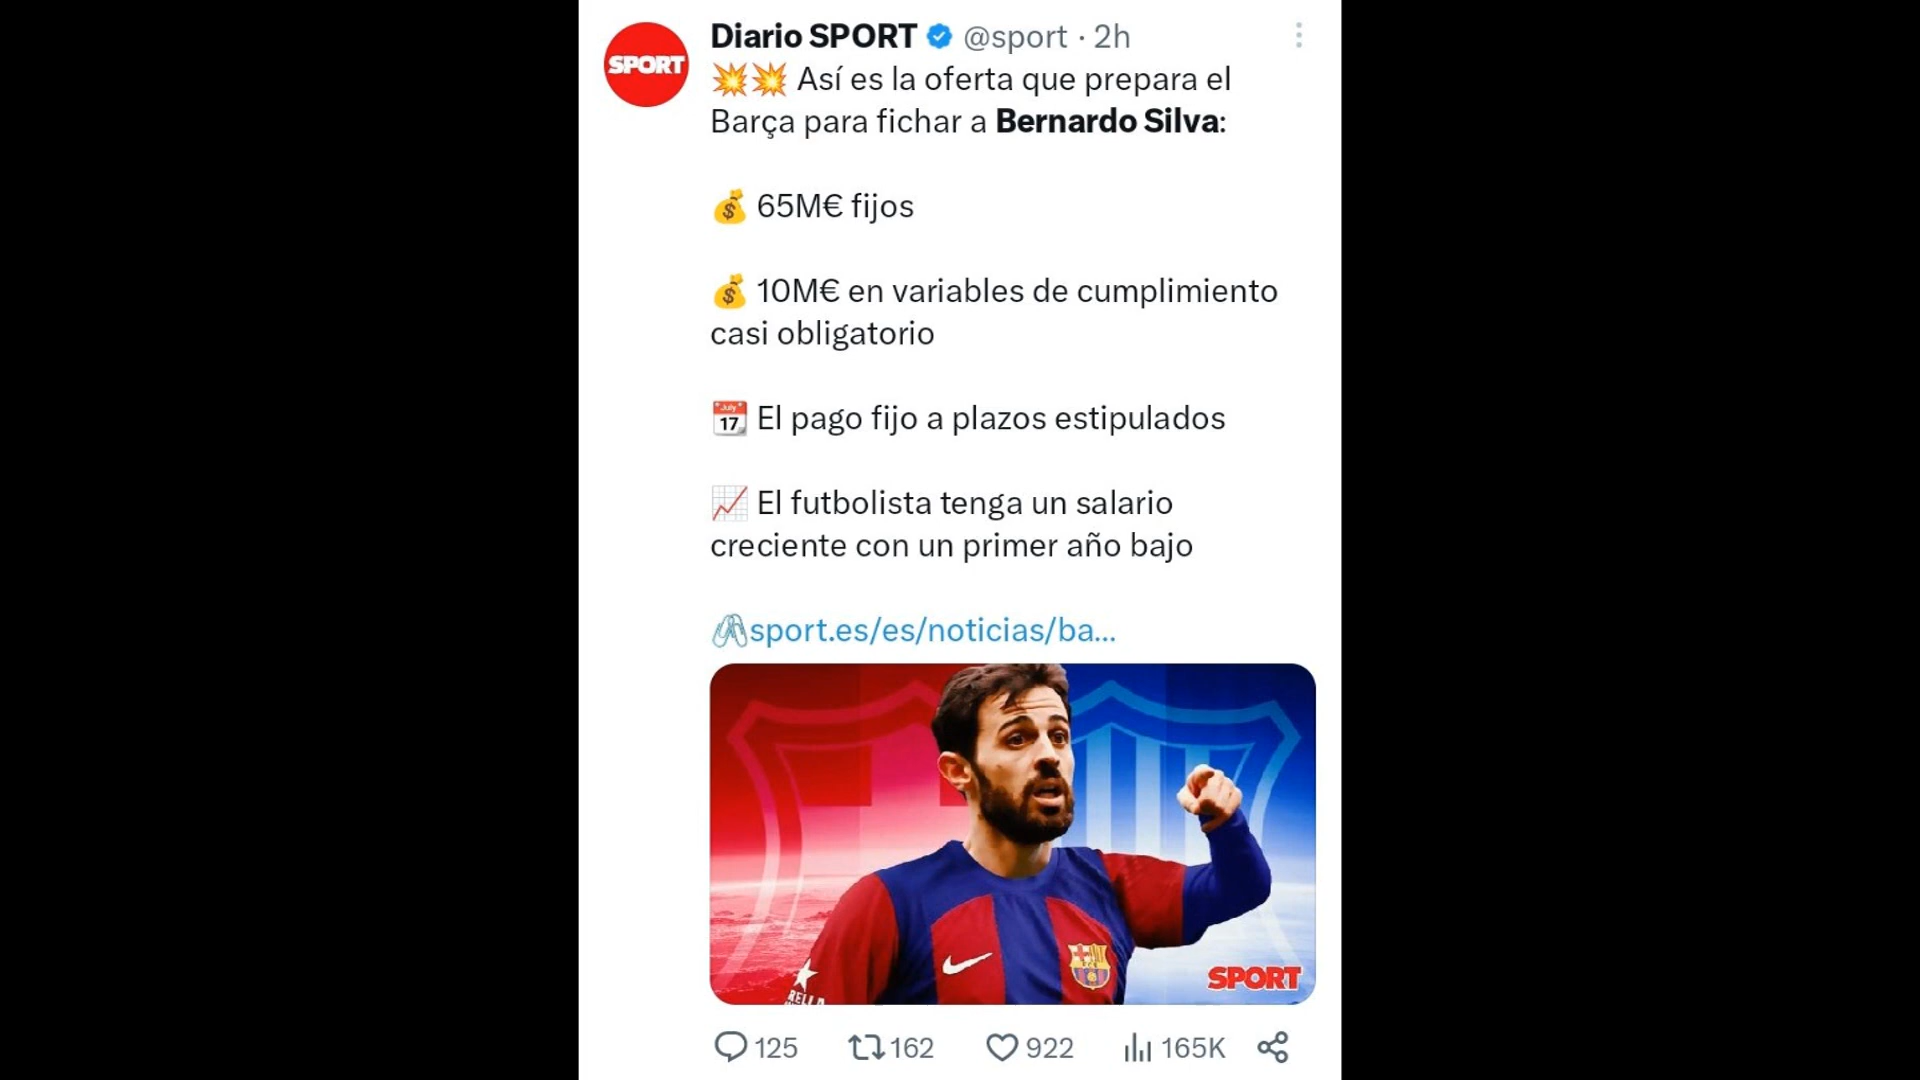 SPORT
Diario SPORT @sport · 2h
💥💥 Así es la oferta que prepara el
Barça para fichar a Bernardo Silva:
💰 65M€ fijos
💰 10M€ en variables de cumplimiento
casi obligatorio
📅 El pago fijo a plazos estipulados
📈 El futbolista tenga un salario
creciente con un primer año bajo
🖇️sport.es/es/noticias/ba...
RELLA
SPORT
125 162 922 165K